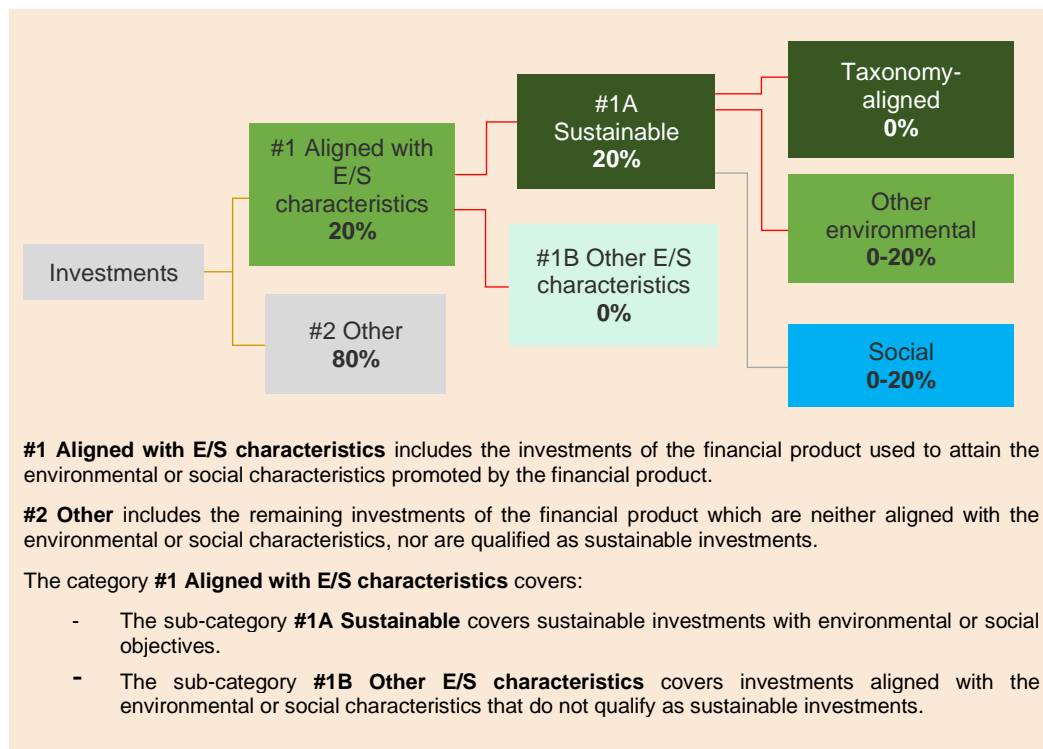 Investments
#1 Aligned with
E/S
characteristics
20%
#2 Other
80%
#1A
Sustainable
20%
#1B Other E/S
characteristics
0%
Taxonomy-
aligned
0%
Other
environmental
0-20%
Social
0-20%
#1 Aligned with E/S characteristics includes the investments of the financial product used to attain the
environmental or social characteristics promoted by the financial product.
#2 Other includes the remaining investments of the financial product which are neither aligned with the
environmental or social characteristics, nor are qualified as sustainable investments.
The category #1 Aligned with E/S characteristics covers:
- The sub-category #1A Sustainable covers sustainable investments with environmental or social
objectives.
- The sub-category #1B Other E/S characteristics covers investments aligned with the
environmental or social characteristics that do not qualify as sustainable investments.